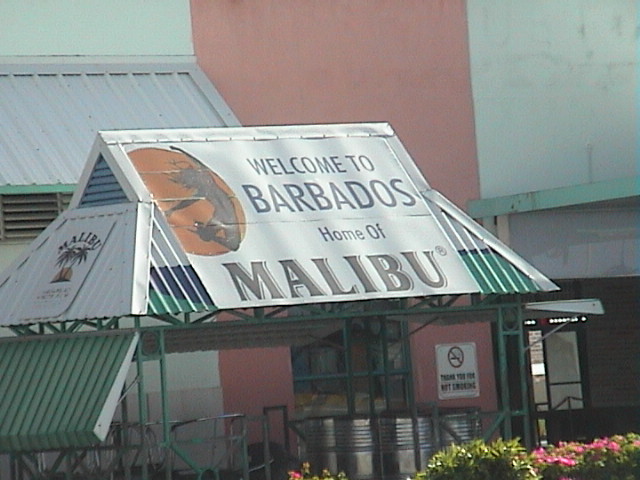 WELCOME TO
BARBADOS
Home Of
MALIBU®
MALIBU
THANK YOU FOR
NOT SMOKING